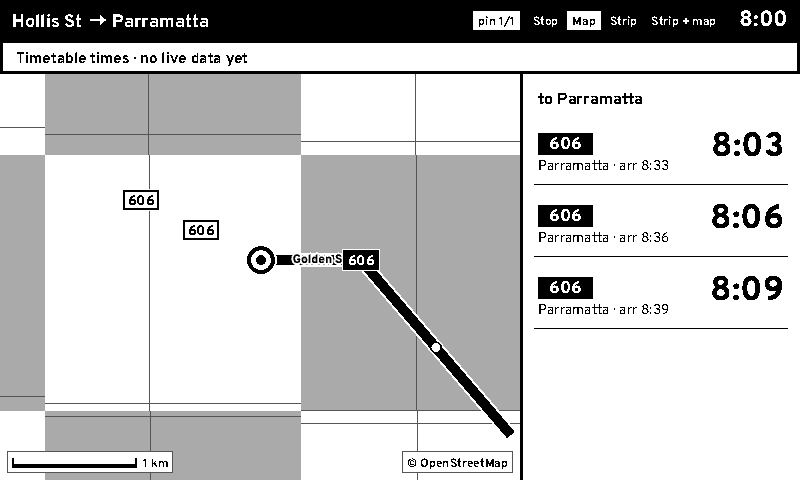 Hollis St → Parramatta
pin 1/1 Stop Map Strip Strip + map 8:00
Timetable times · no live data yet
606
606
Golden S 606
1 km
© OpenStreetMap
to Parramatta
606 8:03
Parramatta · arr 8:33
606 8:06
Parramatta · arr 8:36
606 8:09
Parramatta · arr 8:39